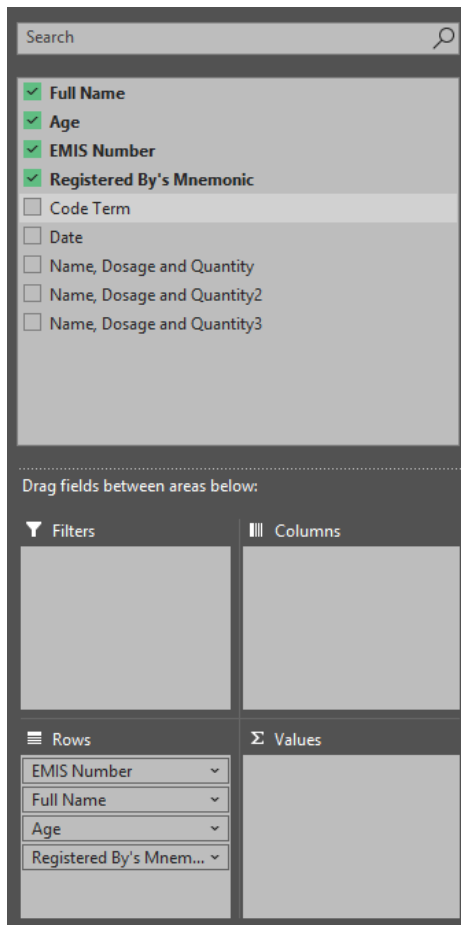 Search
Full Name
Age
EMIS Number
Registered By's Mnemonic
Code Term
Date
Name, Dosage and Quantity
Name, Dosage and Quantity2
Name, Dosage and Quantity3
Drag fields between areas below:
Filters
Columns
Rows
Σ Values
EMIS Number
Full Name
Age
Registered By's Mnem...